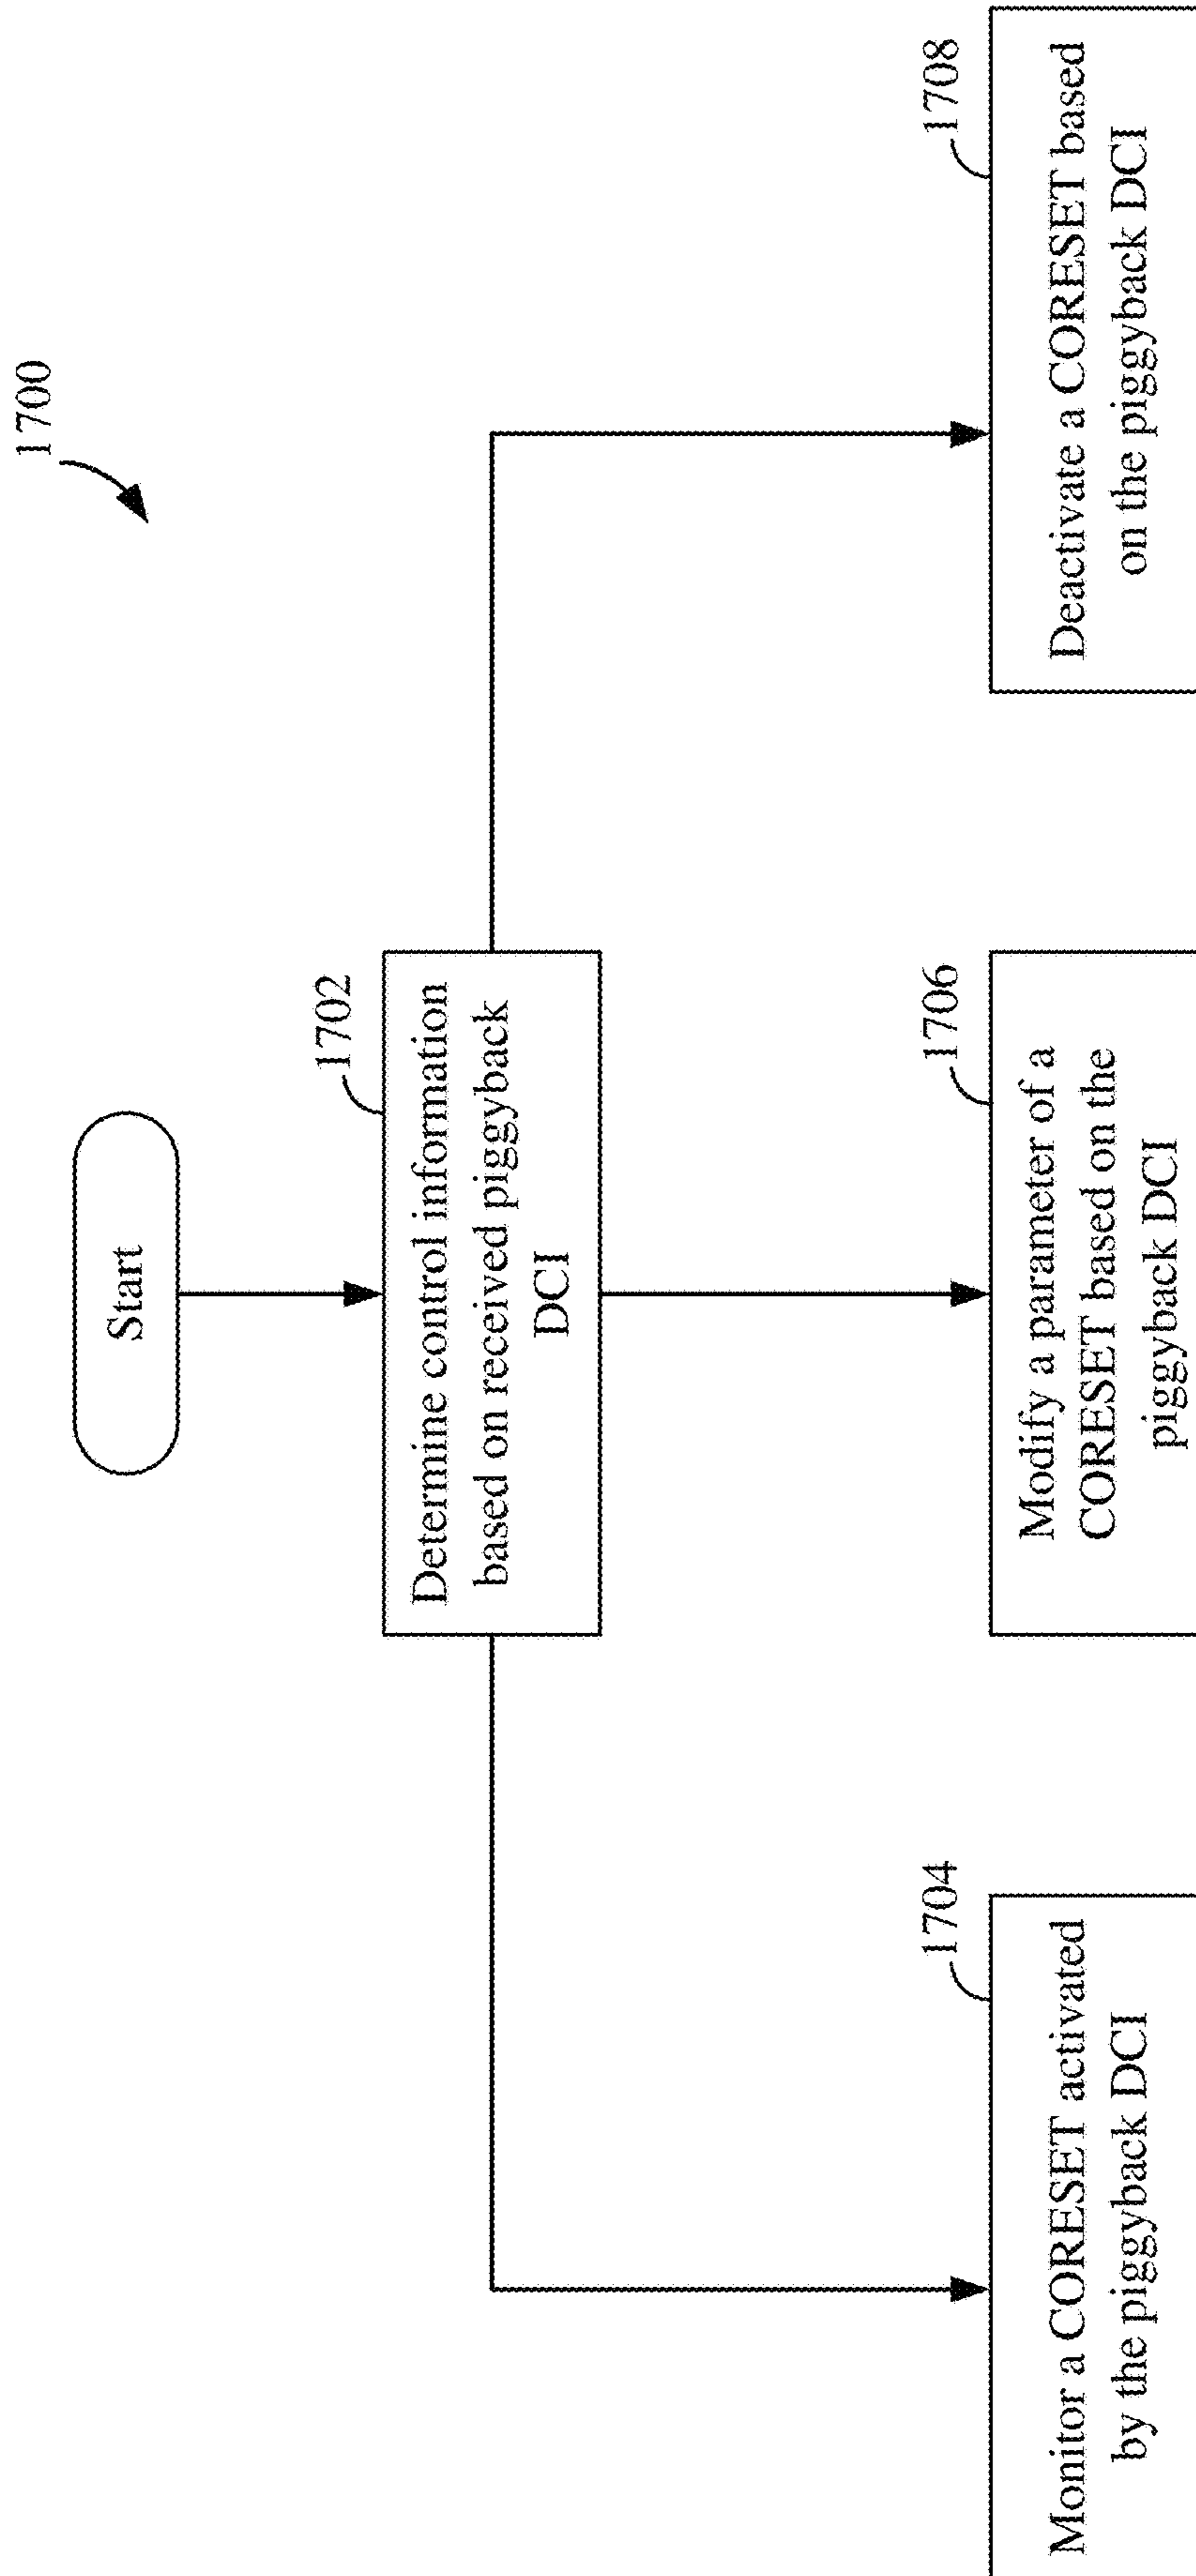 1700
Start
1702
Determine control information
based on received piggyback
DCI
1704
Monitor a CORESET activated
by the piggyback DCI
1706
Modify a parameter of a
CORESET based on the
piggyback DCI
1708
Deactivate a CORESET based
on the piggyback DCI